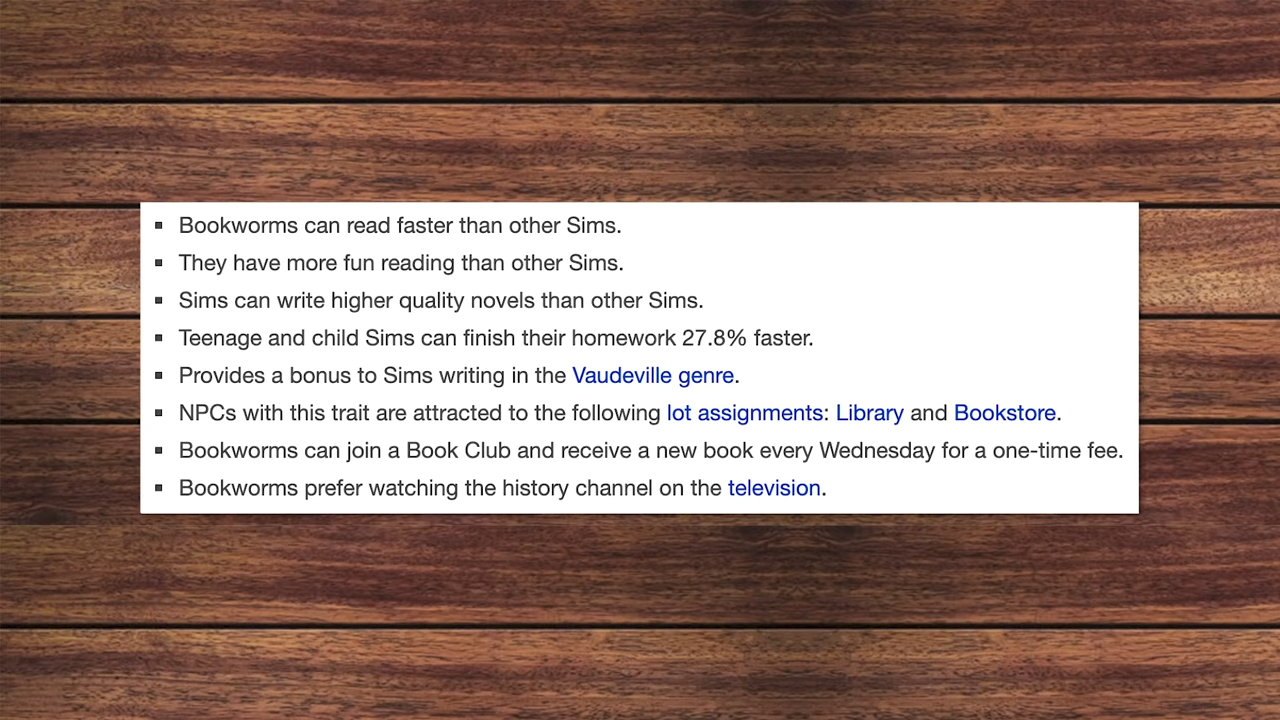 Bookworms can read faster than other Sims.
They have more fun reading than other Sims.
Sims can write higher quality novels than other Sims.
Teenage and child Sims can finish their homework 27.8% faster.
Provides a bonus to Sims writing in the Vaudeville genre.
NPCs with this trait are attracted to the following lot assignments: Library and Bookstore.
Bookworms can join a Book Club and receive a new book every Wednesday for a one-time fee.
Bookworms prefer watching the history channel on the television.